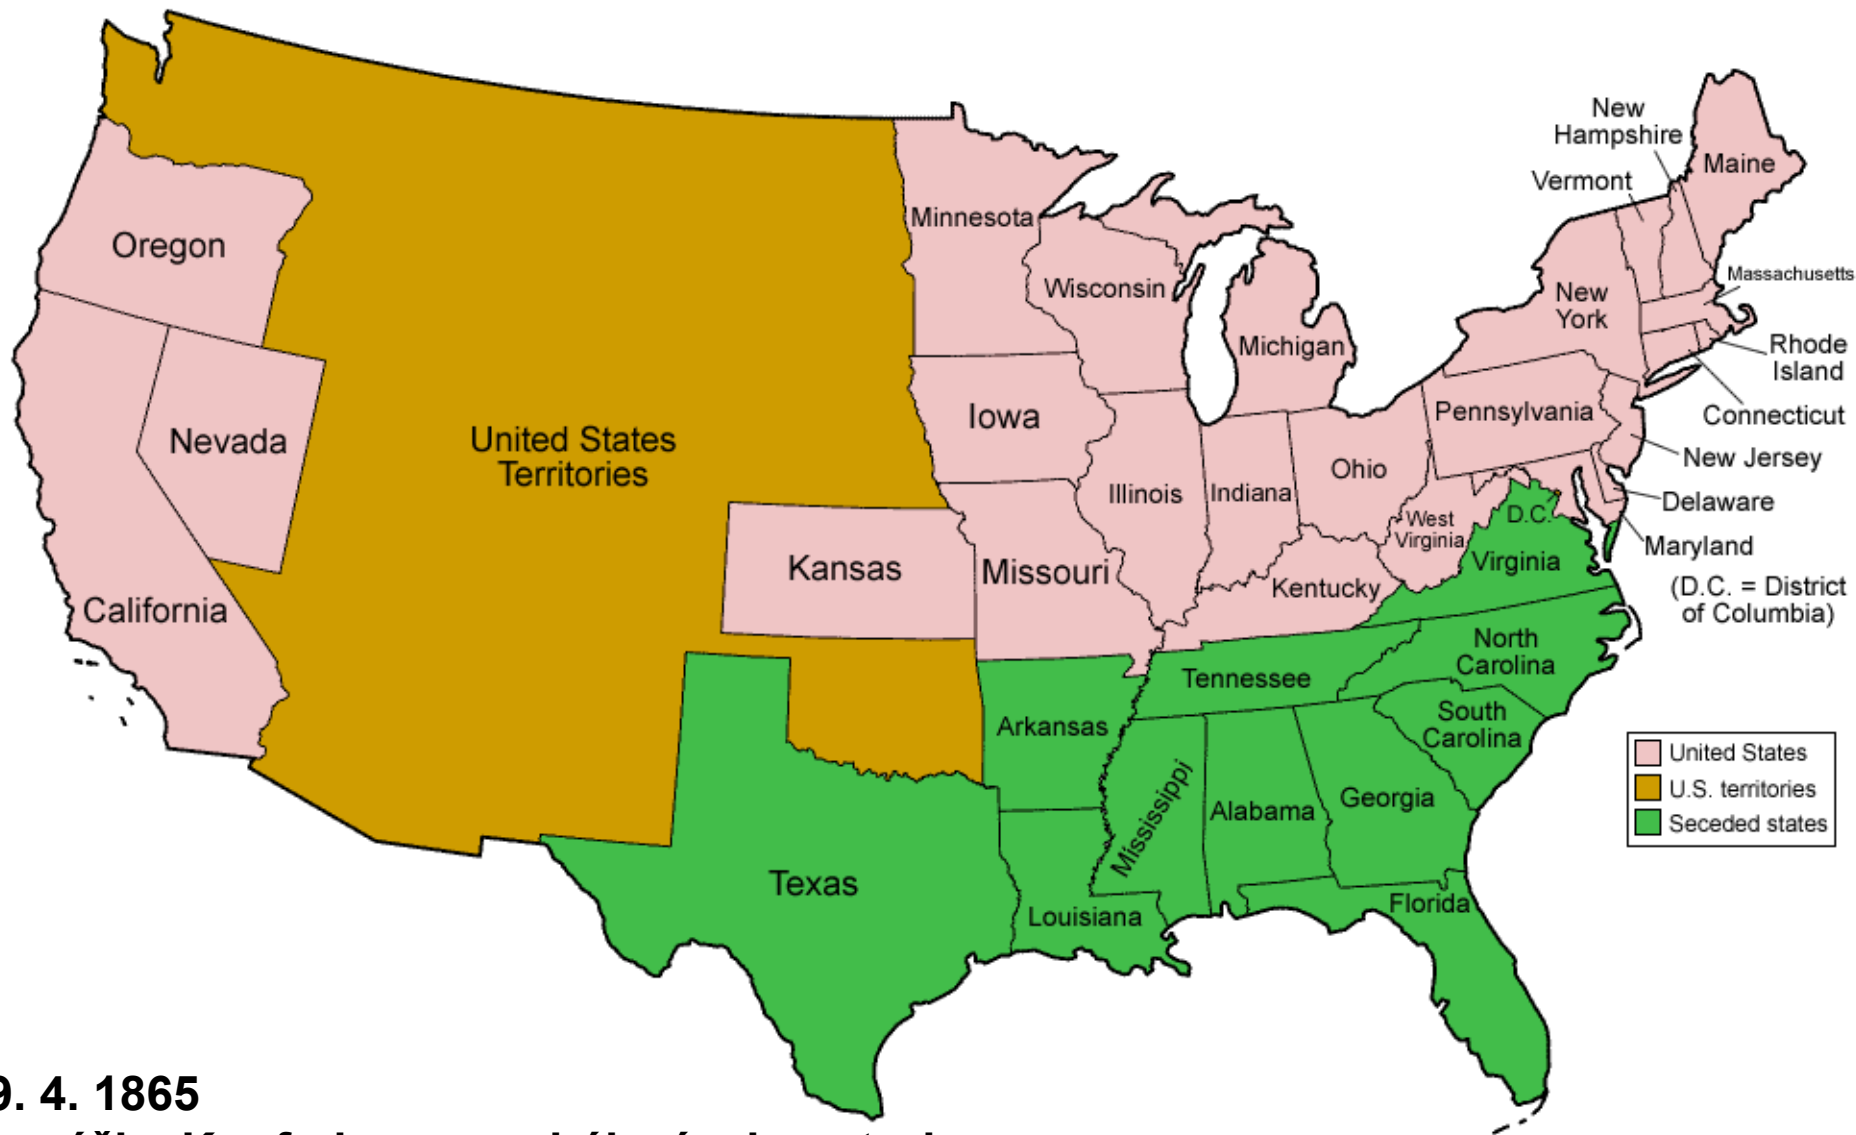 New
Hampshire
Maine
Vermont
Minnesota
Oregon
Massachusetts
Wisconsin
New
York
Michigan
Rhode
Island
Pennsylvania
Connecticut
Iowa
Nevada
United States
Territories
New Jersey
Ohio
Illinois
Indiana
Delaware
D.C.
West
Virginia
Maryland
Virginia
Kansas
Missouri
Kentucky
(D.C. = District
of Columbia)
California
North
Carolina
Tennessee
South
Carolina
Arkansas
United States
U.S. territories
Seceded states
Mississippi
Alabama
Georgia
Texas
Louisiana
Florida
9. 4. 1865